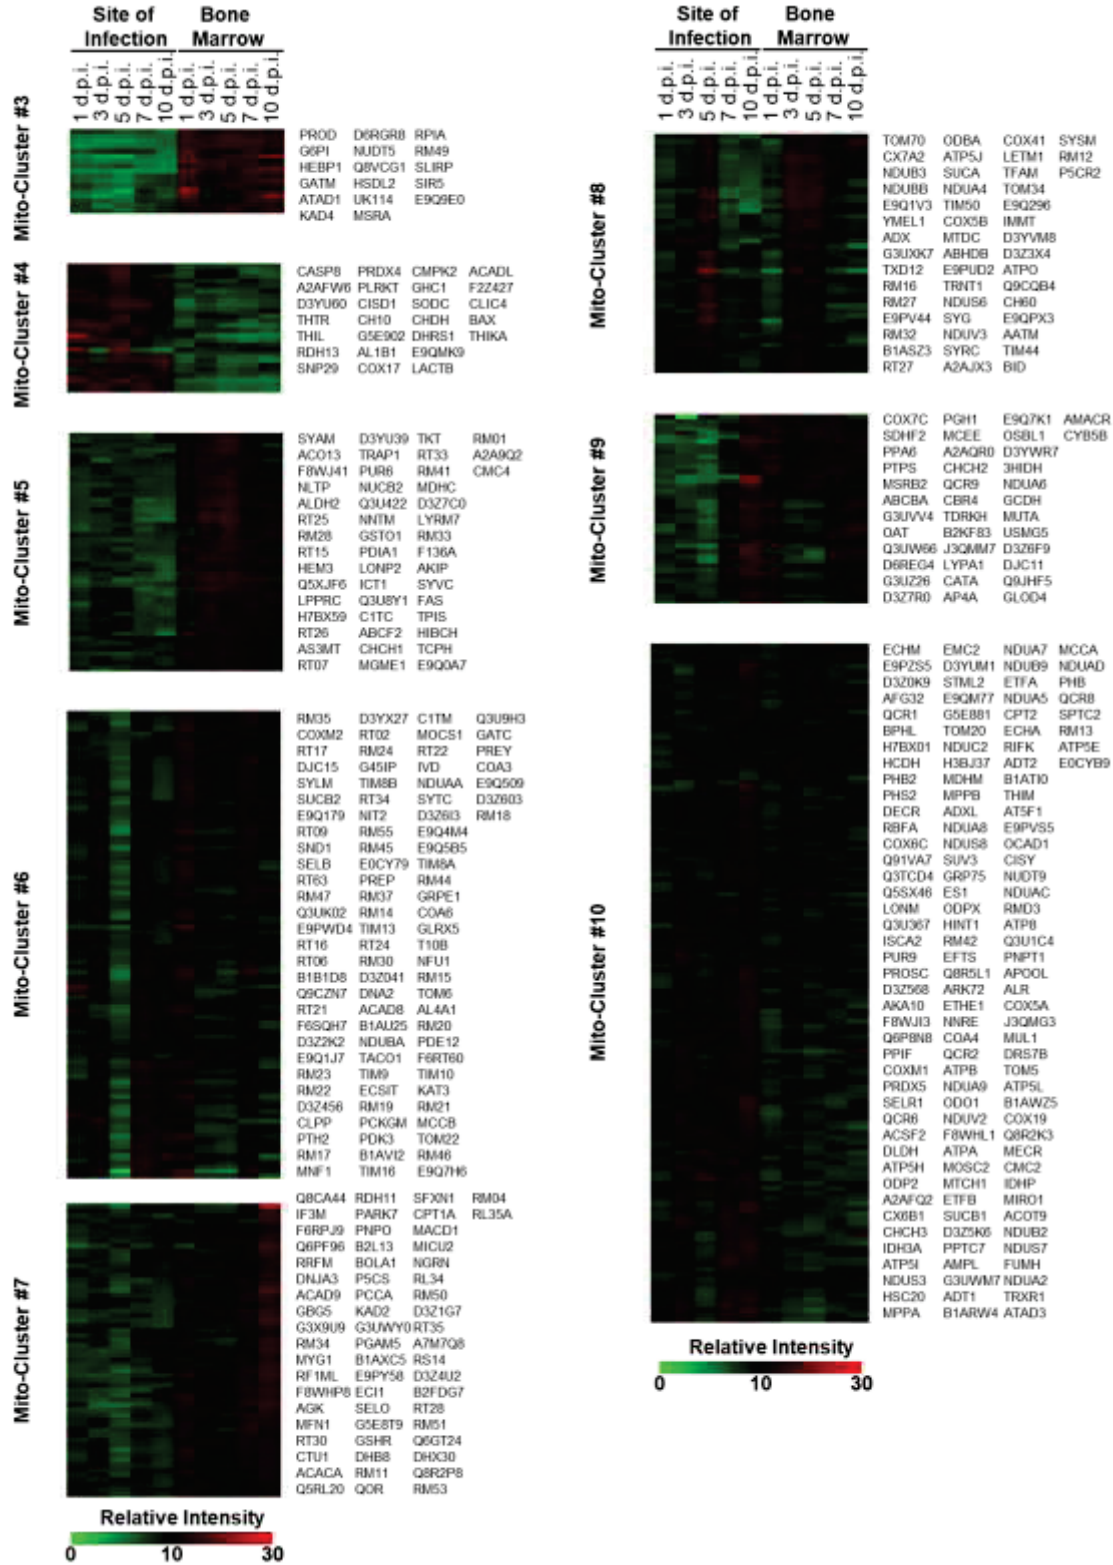 Site of Infection
Bone Marrow
1 d.p.i. 3 d.p.i. 5 d.p.i. 7 d.p.i. 10 d.p.i. 1 d.p.i. 3 d.p.i. 5 d.p.i. 7 d.p.i. 10 d.p.i.
Mito-Cluster #3
PROD D6RGR8 RPIA
G6PI NUDT5 RM49
HEBP1 Q8VCG1 SLIRP
GATM HSDL2 SIR5
ATAD1 UK114 E9Q9E0
KAD4 MSRA
Mito-Cluster #4
CASP8 PRDX4 CMPK2 ACADL
A2AFW6 PLRKT GHC1 F2Z427
D3YU60 CISD1 SODC CLIC4
THTR CH10 CHDH BAX
THIL G5E902 DHRS1 THIKA
RDH13 AL1B1 E9QMK9
SNP29 COX17 LACTB
Mito-Cluster #5
SYAM D3YU39 TKT RM01
ACO13 TRAP1 RT33 A2A9Q2
F8WJ41 PUR6 RM41 CMC4
NLTP NUCB2 MDHC
ALDH2 Q3U422 D3Z7C0
RT25 NNTM LYRM7
RM28 GSTO1 RM33
RT15 PDIA1 F136A
HEM3 LONP2 AKIP
Q5XJF6 ICT1 SYVC
LPPRC Q3U8Y1 FAS
H7BX59 C1TC TPIS
RT26 ABCF2 HIBCH
AS3MT CHCH1 TCPH
RT07 MGME1 E9Q0A7
Mito-Cluster #6
RM35 D3YX27 C1TM Q3U9H3
COXM2 RT02 MOCS1 GATC
RT17 RM24 RT22 PREY
DJC15 G45IP IVD COA3
SYLM TIM8B NDUAA E9Q509
SUCB2 RT34 SYTC D3Z603
E9Q179 NIT2 D3Z6I3 RM18
RT09 RM55 E9Q4M4
SND1 RM45 E9Q5B5
SELB E0CY79 TIM8A
RT63 PREP RM44
RM47 RM37 GRPE1
Q3UK02 RM14 COA6
E9PWD4 TIM13 GLRX5
RT16 RT24 T10B
RT06 RM30 NFU1
B1B1D8 D3Z041 RM15
Q9CZN7 DNA2 TOM6
RT21 ACAD8 AL4A1
F6SQH7 B1AU25 RM20
D3Z2K2 NDUBA PDE12
E9Q1J7 TACO1 F6RT60
RM23 TIM9 TIM10
RM22 ECSIT KAT3
D3Z456 RM19 RM21
CLPP PCKGM MCCB
PTH2 PDK3 TOM22
RM17 B1AVI2 RM46
MNF1 TIM16 E9Q7H6
Mito-Cluster #7
Q8CA44 RDH11 SFXN1 RM04
IF3M PARK7 CPT1A RL35A
F6RPJ9 PNPO MACD1
Q6PF96 B2L13 MICU2
RRFM BOLA1 NGRN
DNJA3 P5CS RL34
ACAD9 PCCA RM50
GBG5 KAD2 D3Z1G7
G3X9U9 G3UWY0 RT35
RM34 PGAM5 A7M7Q8
MYG1 B1AXC5 RS14
RF1ML E9PY58 D3Z4U2
F8WHP8 ECI1 B2FDG7
AGK SELO RT28
MFN1 G5E8T9 RM51
RT30 GSHR Q6GT24
CTU1 DHB8 DHX30
ACACA RM11 Q8R2P8
Q5RL20 QOR RM53
Relative Intensity
0 10 30
Site of Infection
Bone Marrow
1 d.p.i. 3 d.p.i. 5 d.p.i. 7 d.p.i. 10 d.p.i. 1 d.p.i. 3 d.p.i. 5 d.p.i. 7 d.p.i. 10 d.p.i.
Mito-Cluster #8
TOM70 ODBA COX41 SYSM
CX7A2 ATP5J LETM1 RM12
NDUB3 SUCA TFAM P5CR2
NDUBB NDUA4 TOM34
E9Q1V3 TIM50 E9Q296
YMEL1 COX5B IMMT
ADX MTDC D3YVM8
G3UXK7 ABHDB D3Z3X4
TXD12 E9PUD2 ATPO
RM16 TRNT1 Q9CQB4
RM27 NDUS6 CH60
E9PV44 SYG E9QPX3
RM32 NDUV3 AATM
B1ASZ3 SYRC TIM44
RT27 A2AJX3 BID
Mito-Cluster #9
COX7C PGH1 E9Q7K1 AMACR
SDHF2 MCEE OSBL1 CYB5B
PPA6 A2AQR0 D3YWR7
PTPS CHCH2 3HIDH
MSRB2 QCR9 NDUA6
ABCBA CBR4 GCDH
G3UVV4 TDRKH MUTA
OAT B2KF83 USMG5
Q3UW66 J3QMM7 D3Z6F9
D6REG4 LYPA1 DJC11
G3UZ26 CATA Q9JHF5
D3Z7R0 AP4A GLOD4
Mito-Cluster #10
ECHM EMC2 NDUA7 MCCA
E9PZS5 D3YUM1 NDUB9 NDUAD
D3Z0K9 STML2 ETFA PHB
AFG32 E9QM77 NDUA5 QCR8
QCR1 G5E881 CPT2 SPTC2
BPHL TOM20 ECHA RM13
H7BX01 NDUC2 RIFK ATP5E
HCDH H3BJ37 ADT2 E0CYB9
PHB2 MDHM B1ATI0
PHS2 MPPB THIM
DECR ADXL AT5F1
RBFA NDUA8 E9PVS5
COX6C NDUS8 OCAD1
Q91VA7 SUV3 CISY
Q3TCD4 GRP75 NUDT9
Q5SX46 ES1 NDUAC
LONM ODPX RMD3
Q3U367 HINT1 ATP8
ISCA2 RM42 Q3U1C4
PUR9 EFTS PNPT1
PROSC Q8R5L1 APOOL
D3Z568 ARK72 ALR
AKA10 ETHE1 COX5A
F8WJI3 NNRE J3QMG3
Q6P8N8 COA4 MUL1
PPIF QCR2 DRS7B
COXM1 ATPB TOM5
PRDX5 NDUA9 ATP5L
SELR1 ODO1 B1AWZ5
QCR6 NDUV2 COX19
ACSF2 F8WHL1 Q8R2K3
DLDH ATPA MECR
ATP5H MOSC2 CMC2
ODP2 MTCH1 IDHP
A2AFQ2 ETFB MIRO1
CX6B1 SUCB1 ACOT9
CHCH3 D3Z5K6 NDUB2
IDH3A PPTC7 NDUS7
ATP5I AMPL FUMH
NDUS3 G3UWM7 NDUA2
HSC20 ADT1 TRXR1
MPPA B1ARW4 ATAD3
Relative Intensity
0 10 30